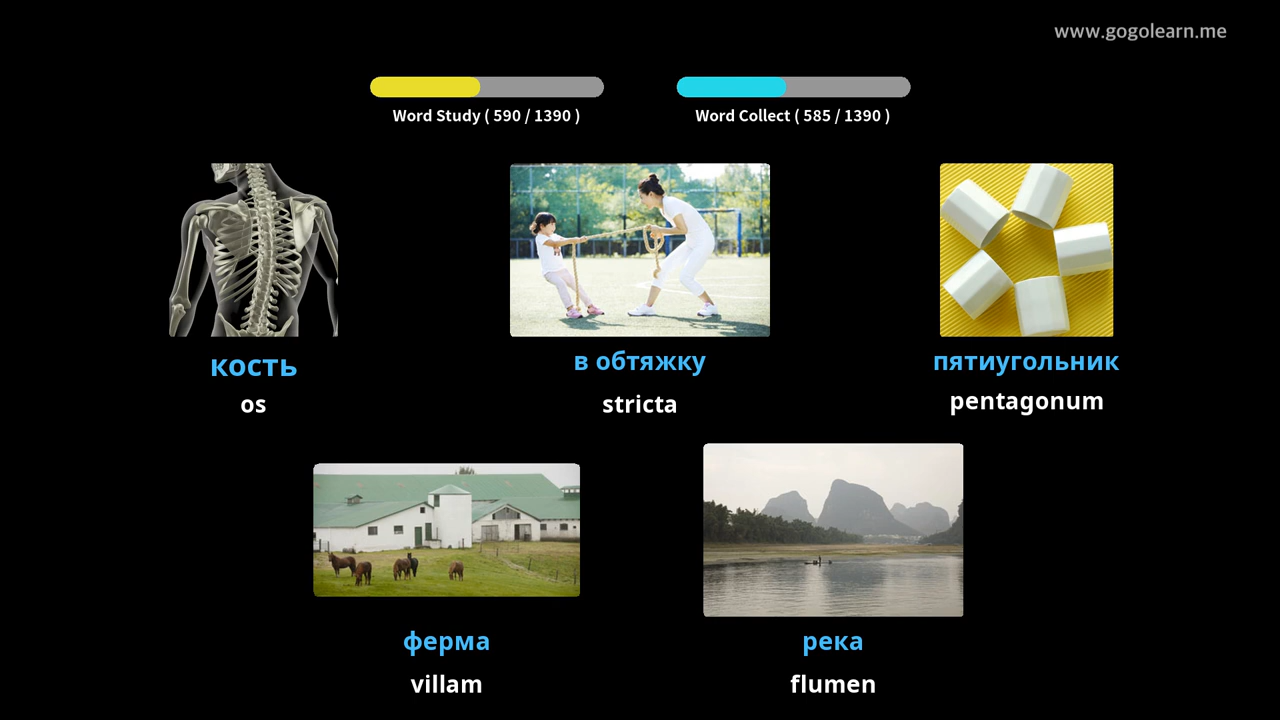 www.gogolearn.me
Word Study ( 590 / 1390 )
Word Collect ( 585 / 1390 )
кость
os
в обтяжку
stricta
пятиугольник
pentagonum
ферма
villam
река
flumen